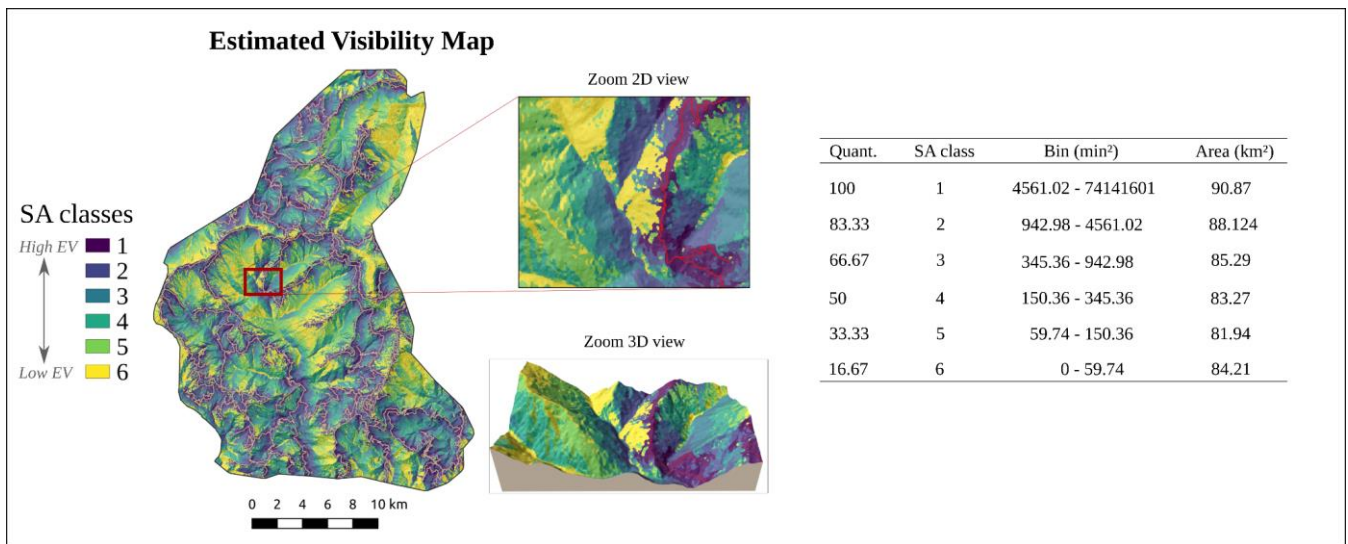 Estimated Visibility Map
SA classes
High EV
1
2
3
4
5
6
Low EV
0 2 4 6 8 10 km
Zoom 2D view
Zoom 3D view
Quant. SA class Bin (min²) Area (km²)
100 1 4561.02 - 74141601 90.87
83.33 2 942.98 - 4561.02 88.124
66.67 3 345.36 - 942.98 85.29
50 4 150.36 - 345.36 83.27
33.33 5 59.74 - 150.36 81.94
16.67 6 0 - 59.74 84.21